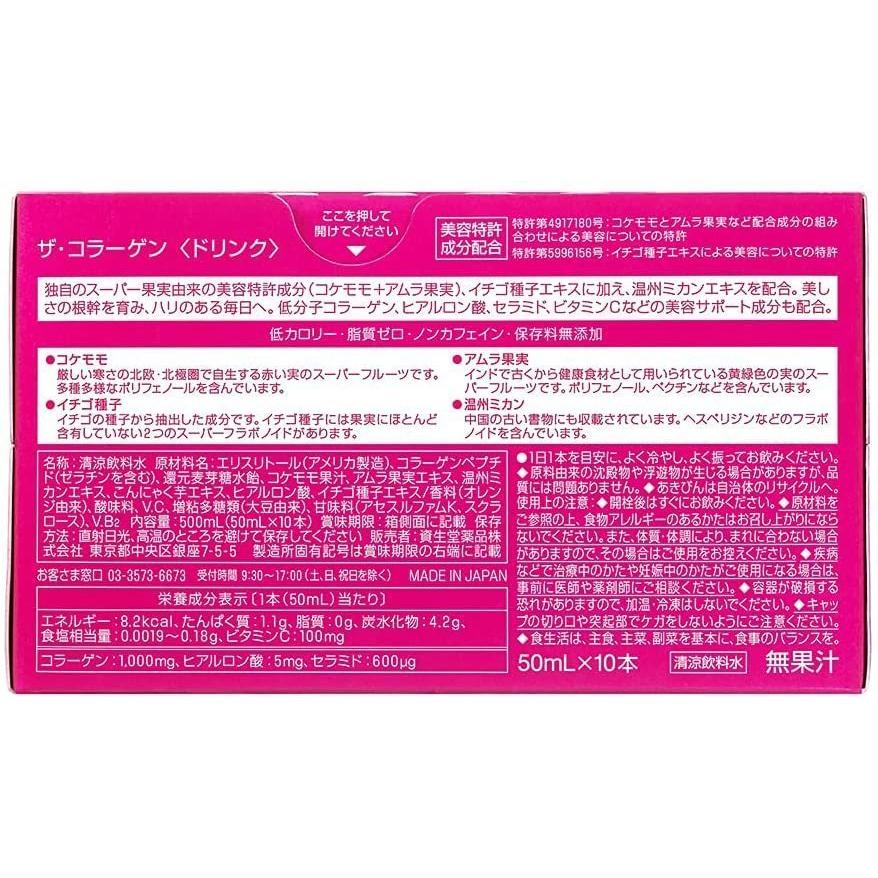 ここを押して
開けてください
ザ・コラーゲン〈ドリンク〉
美容特許
成分配合
特許第4917180号：コケモモとアムラ果実など配合成分の組み
合わせによる美容についての特許
特許第5996156号：イチゴ種子エキスによる美容についての特許
独自のスーパー果実由来の美容特許成分（コケモモ＋アムラ果実）、イチゴ種子エキスに加え、温州ミカンエキスを配合。美し
さの根幹を育み、ハリのある毎日へ。低分子コラーゲン、ヒアルロン酸、セラミド、ビタミンCなどの美容サポート成分も配合。
低カロリー・脂質ゼロ・ノンカフェイン・保存料無添加
●コケモモ
厳しい寒さの北欧・北極圏で自生する赤い実のスーパーフルーツです。
多種多様なポリフェノールを含んでいます。
●イチゴ種子
イチゴの種子から抽出した成分です。イチゴ種子には果実にほとんど
含有していない2つのスーパーフラボノイドがあります。
●アムラ果実
インドで古くから健康食材として用いられている黄緑色の実のスー
パーフルーツです。ポリフェノール、ペクチンなどを含んでいます。
●温州ミカン
中国の古い書物にも収載されています。ヘスペリジンなどのフラボ
ノイドを含んでいます。
名称：清涼飲料水 原材料名：エリスリトール（アメリカ製造）、コラーゲンペプチ
ド（ゼラチンを含む）、還元麦芽糖水飴、コケモモ果汁、アムラ果実エキス、温州ミ
カンエキス、こんにゃく芋エキス、ヒアルロン酸、イチゴ種子エキス/香料（オレン
ジ由来）、酸味料、V.C、増粘多糖類（大豆由来）、甘味料（アセスルファムK、スクラ
ロース）、V.B2 内容量：500mL（50mL×10本） 賞味期限：箱側面に記載 保存
方法：直射日光、高温のところを避けて保存してください 販売者：資生堂薬品株
式会社 東京都中央区銀座7-5-5 製造所固有記号は賞味期限の右端に記載
お客さま窓口 03-3573-6673 受付時間 9:30～17:00（土、日、祝日を除く） MADE IN JAPAN
栄養成分表示〔1本（50mL）当たり〕
エネルギー：8.2kcal、たんぱく質：1.1g、脂質：0g、炭水化物：4.2g、
食塩相当量：0.0019～0.18g、ビタミンC：100mg
コラーゲン：1,000mg、ヒアルロン酸：5mg、セラミド：600μg
●1日1本を目安に、よく冷やし、よく振ってお飲みください。
◆原料由来の沈殿物や浮遊物が生じる場合がありますが、品
質には問題ありません。◆あきびんは自治体のリサイクルへ。
使用上の注意：◆開栓後はすぐにお飲みください。◆原材料を
ご参照の上、食物アレルギーのあるかたはお召し上がりになら
ないでください。また、体質・体調により、まれに合わない場合
がありますので、その場合はご使用をお控えください。◆疾病
などで治療中のかたや妊娠中のかたがご使用になる場合は、
事前に医師や薬剤師にご相談ください。◆容器が破損する
恐れがありますので、加温・冷凍はしないでください。◆キャッ
プの切り口や突起部でケガをしないようにご注意ください。
◆食生活は、主食、主菜、副菜を基本に、食事のバランスを。
50mL×10本 清涼飲料水 無果汁